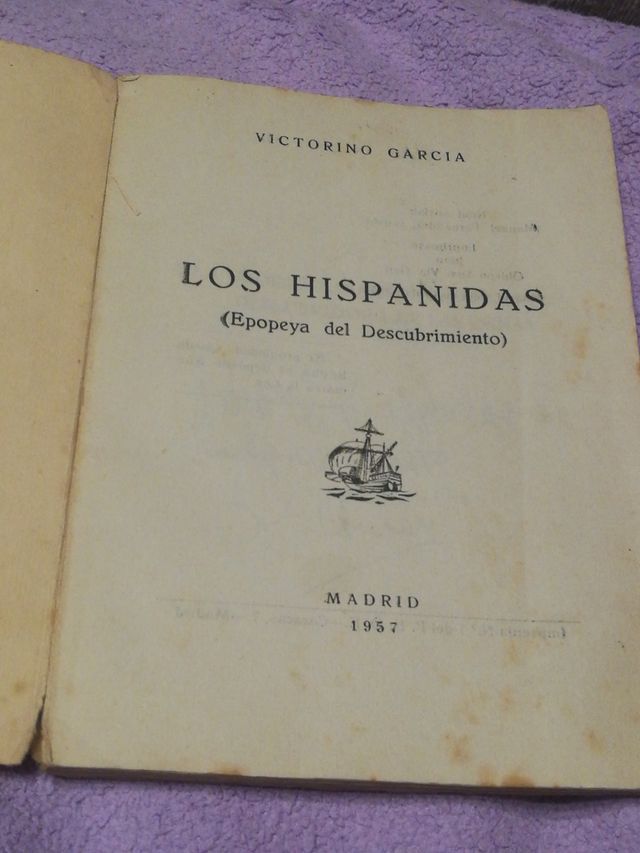 VICTORINO GARCIA
LOS HISPANIDAS
(Epopeya del Descubrimiento)
MADRID
1957